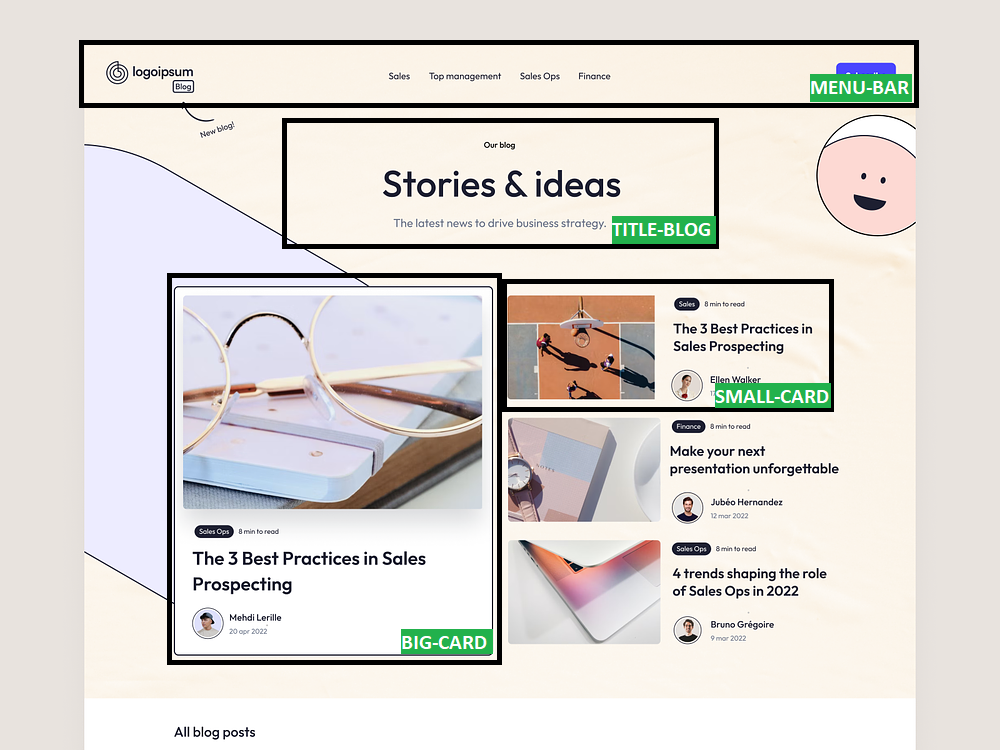 logoipsum
Blog
Sales Top management Sales Ops Finance
MENU-BAR
New blog!
Our blog
Stories & ideas
The latest news to drive business strategy.
TITLE-BLOG
Sales Ops 8 min to read
The 3 Best Practices in Sales
Prospecting
Mehdi Lerille
20 apr 2022
BIG-CARD
Sales 8 min to read
The 3 Best Practices in
Sales Prospecting
Ellen Walker
SMALL-CARD
Finance 8 min to read
Make your next
presentation unforgettable
Jubéo Hernandez
12 mar 2022
Sales Ops 8 min to read
4 trends shaping the role
of Sales Ops in 2022
Bruno Grégoire
9 mar 2022
All blog posts